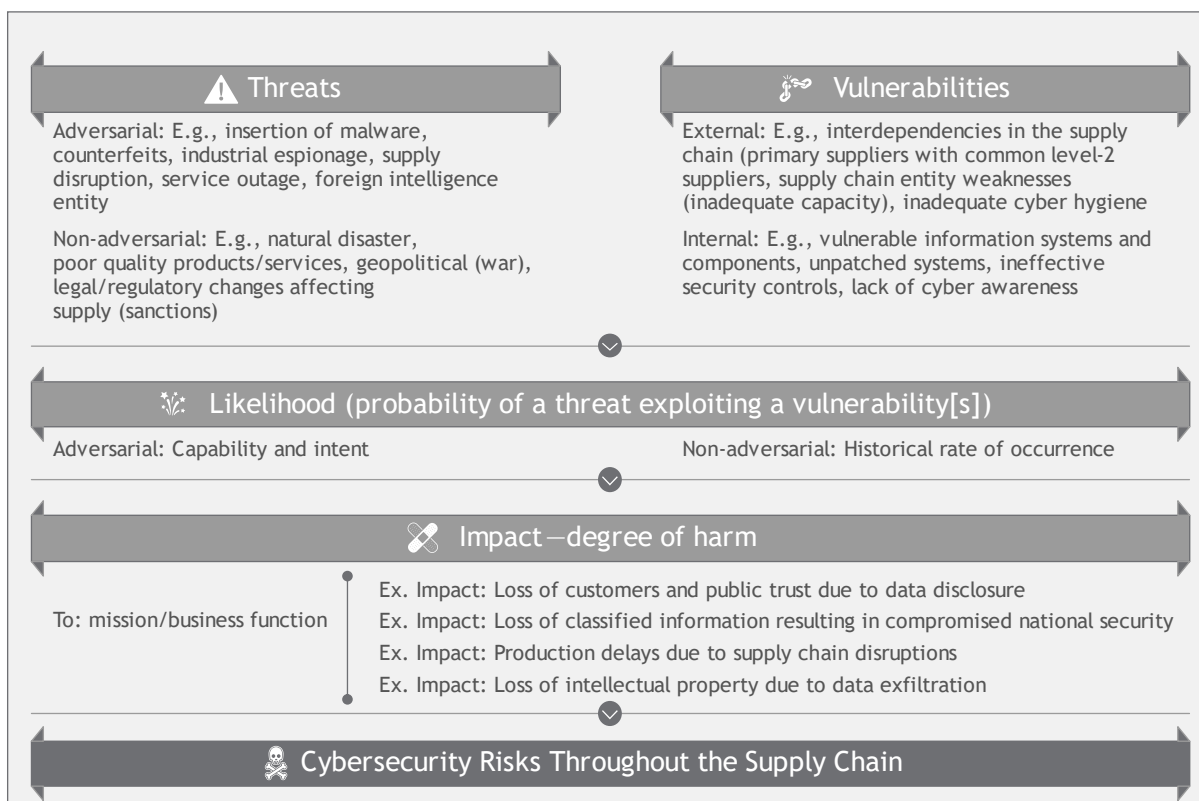 Threats
Adversarial: E.g., insertion of malware,
counterfeits, industrial espionage, supply
disruption, service outage, foreign intelligence
entity
Non-adversarial: E.g., natural disaster,
poor quality products/services, geopolitical (war),
legal/regulatory changes affecting
supply (sanctions)
Vulnerabilities
External: E.g., interdependencies in the supply
chain (primary suppliers with common level-2
suppliers, supply chain entity weaknesses
(inadequate capacity), inadequate cyber hygiene
Internal: E.g., vulnerable information systems and
components, unpatched systems, ineffective
security controls, lack of cyber awareness
Likelihood (probability of a threat exploiting a vulnerability[s])
Adversarial: Capability and intent
Non-adversarial: Historical rate of occurrence
Impact—degree of harm
To: mission/business function
Ex. Impact: Loss of customers and public trust due to data disclosure
Ex. Impact: Loss of classified information resulting in compromised national security
Ex. Impact: Production delays due to supply chain disruptions
Ex. Impact: Loss of intellectual property due to data exfiltration
Cybersecurity Risks Throughout the Supply Chain